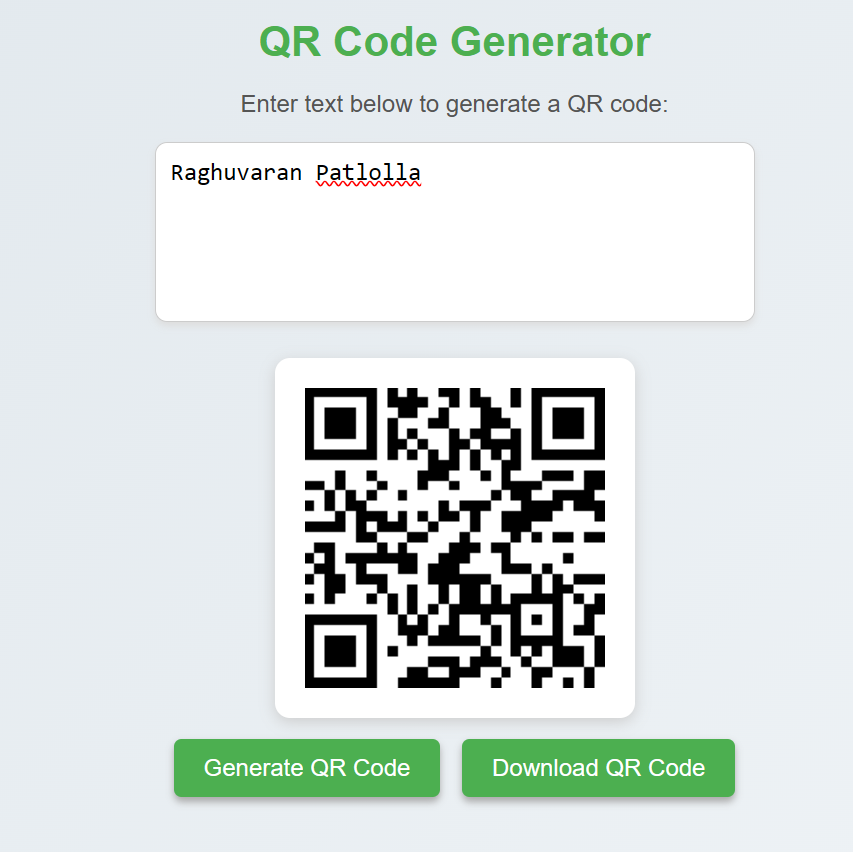 QR Code Generator
Enter text below to generate a QR code:
Raghuvaran Patlolla
Generate QR Code
Download QR Code